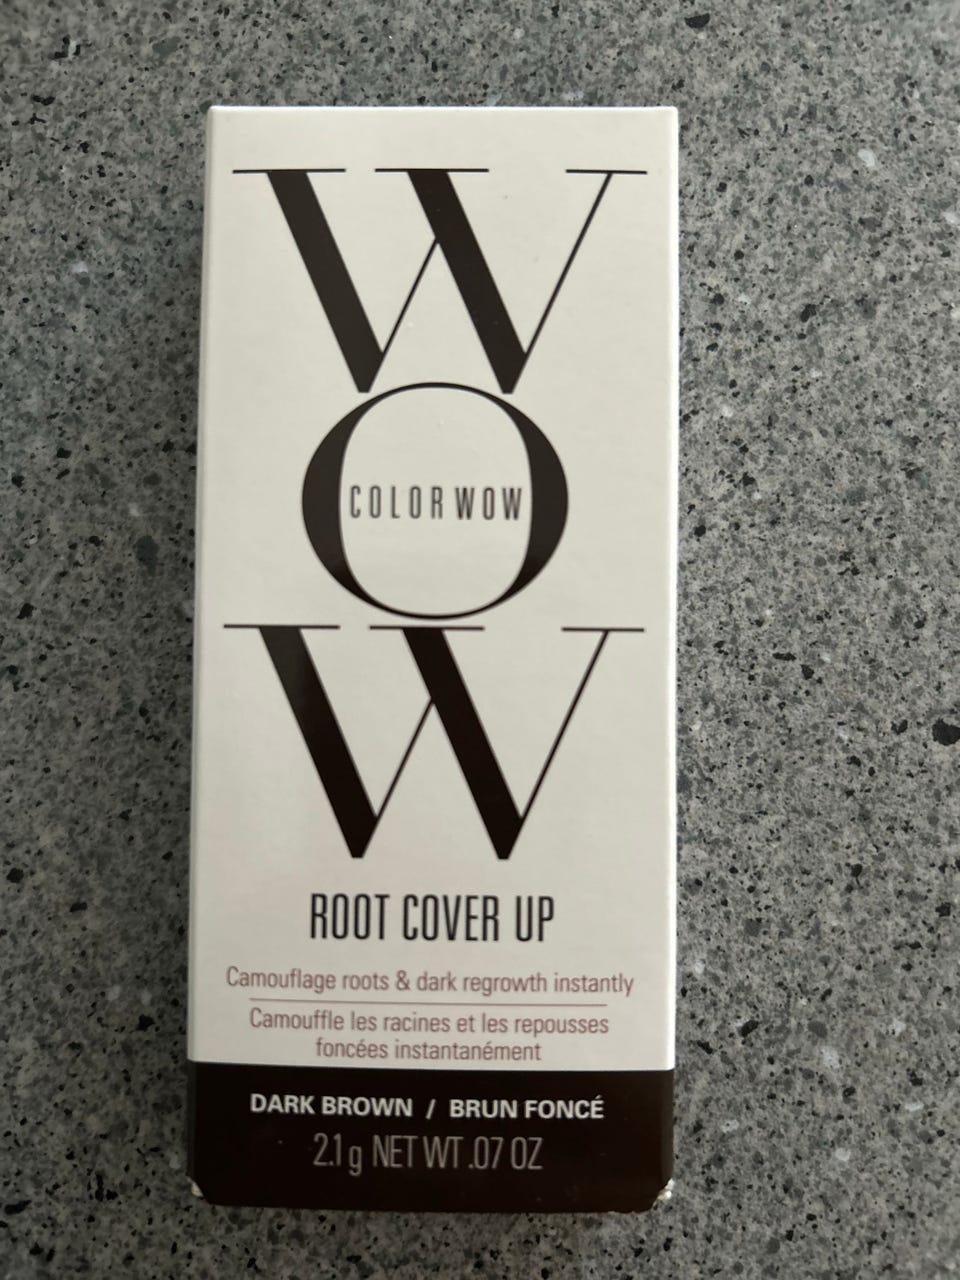 W
O
COLOR WOW
W
ROOT COVER UP
Camouflage roots & dark regrowth instantly
Camouffle les racines et les repousses
foncées instantanément
DARK BROWN / BRUN FONCÉ
2.1 g NET WT .07 OZ